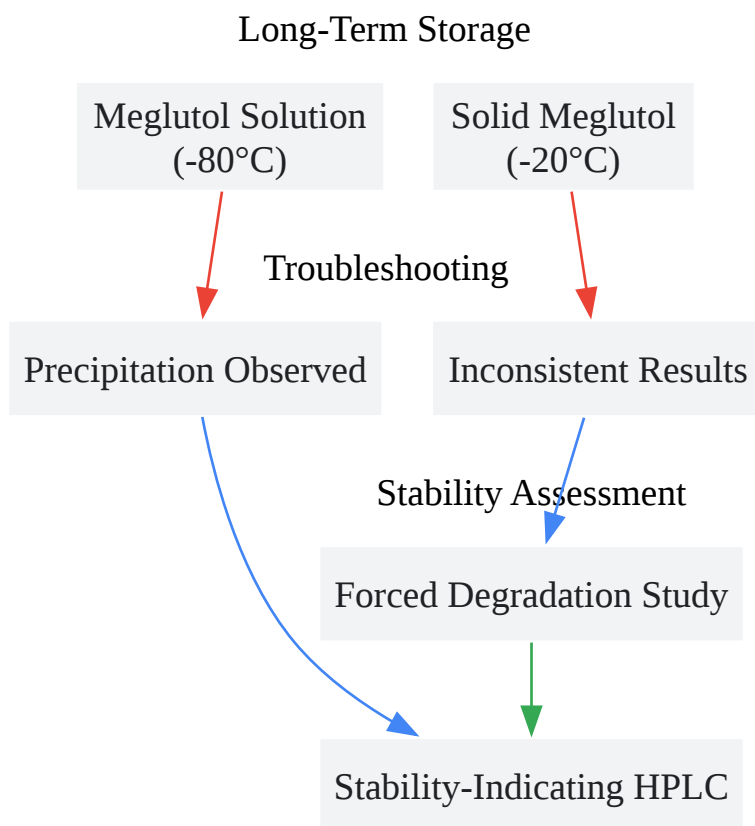 Long-Term Storage
Meglutol Solution
(-80°C)
Solid Meglutol
(-20°C)
Troubleshooting
Precipitation Observed
Inconsistent Results
Stability Assessment
Forced Degradation Study
Stability-Indicating HPLC